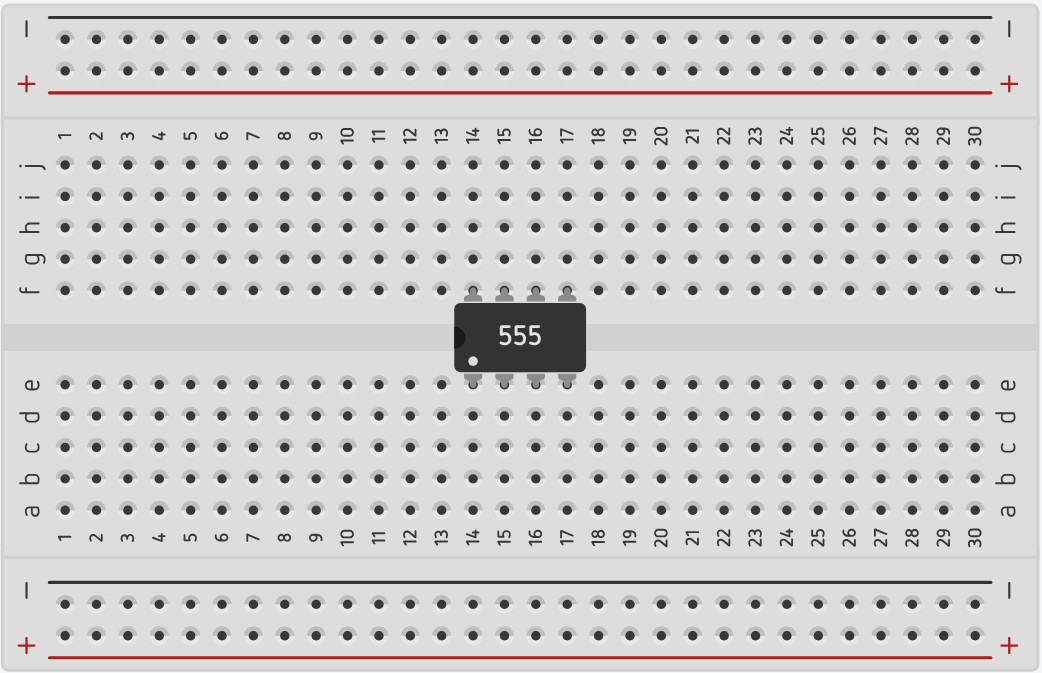 – –
+ +
1 2 3 4 5 6 7 8 9 10 11 12 13 14 15 16 17 18 19 20 21 22 23 24 25 26 27 28 29 30
j j
i i
h h
g g
f f
555
e e
d d
c c
b b
a a
1 2 3 4 5 6 7 8 9 10 11 12 13 14 15 16 17 18 19 20 21 22 23 24 25 26 27 28 29 30
– –
+ +